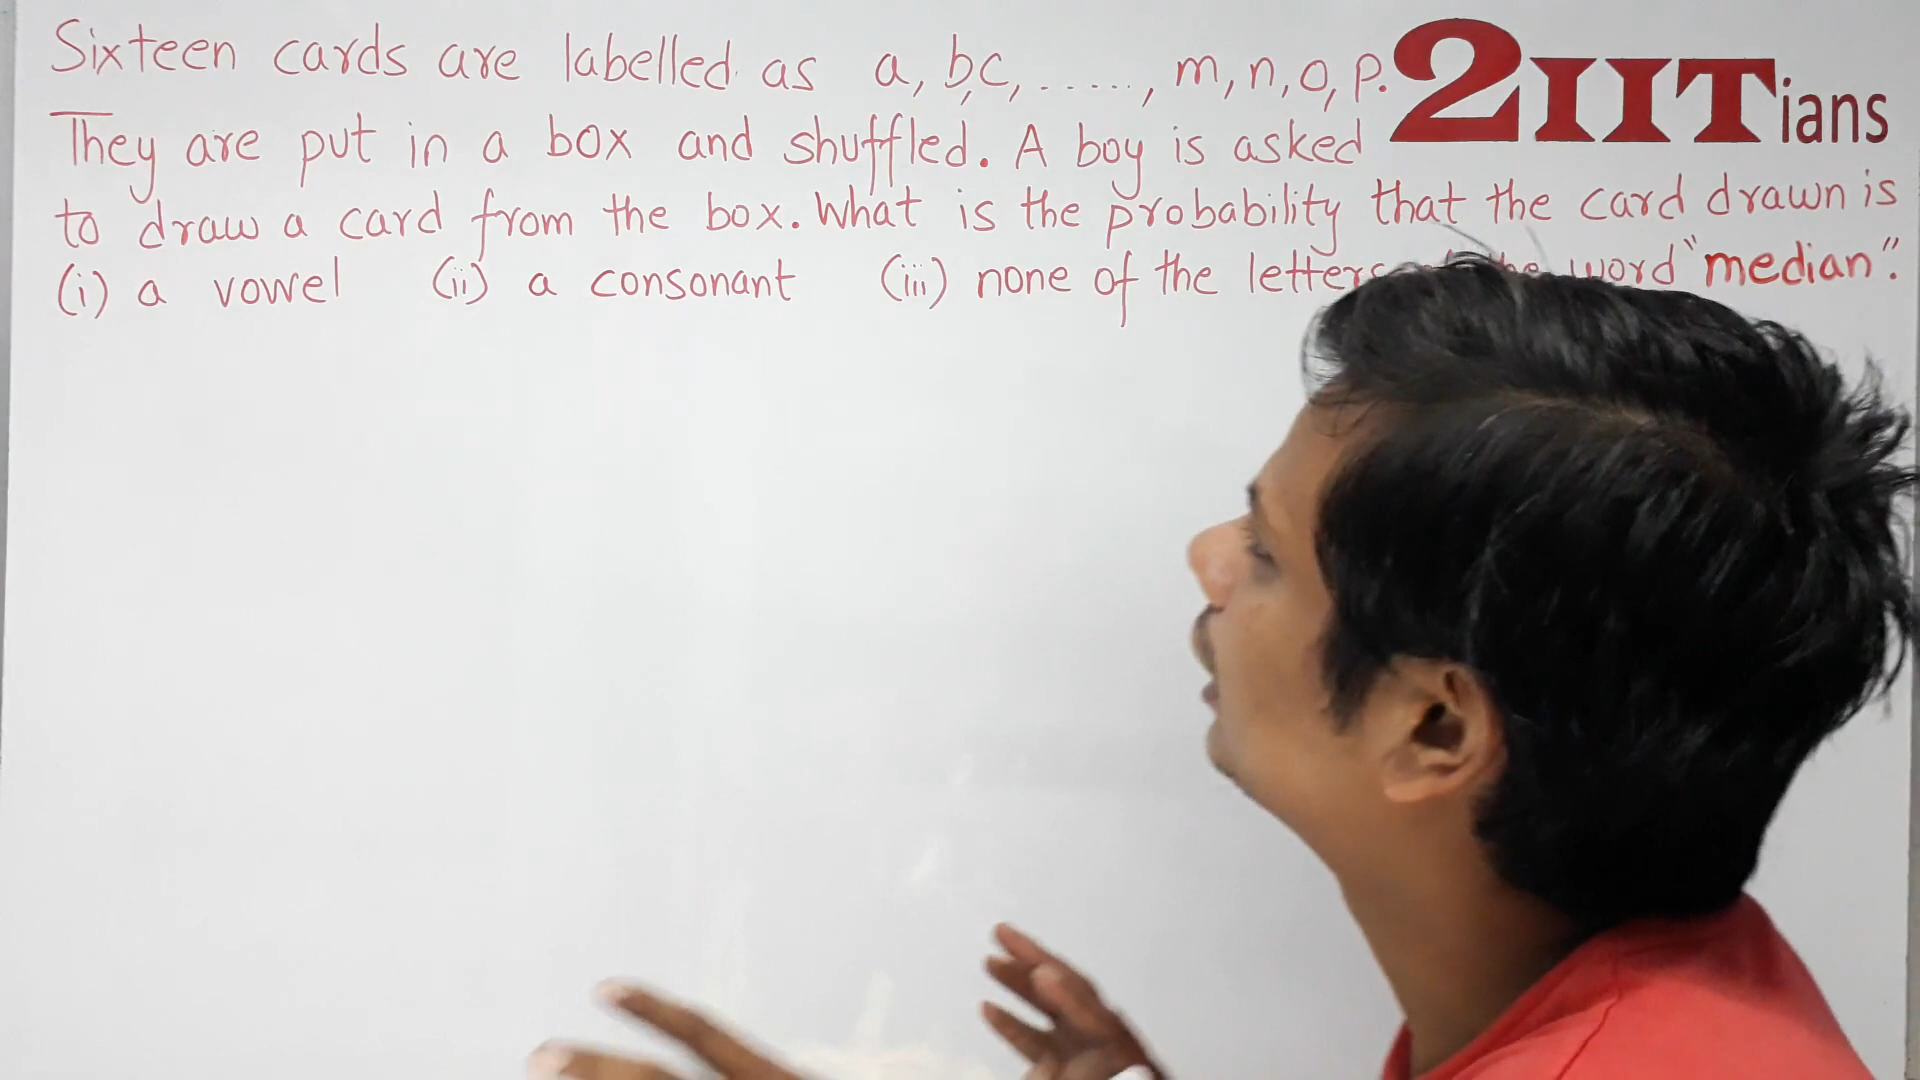 Sixteen cards are labelled as a, b, c, ....., m, n, o, p.
2IITians
They are put in a box and shuffled. A boy is asked
to draw a card from the box. What is the probability that the card drawn is
(i) a vowel (ii) a consonant (iii) none of the letters word "median".